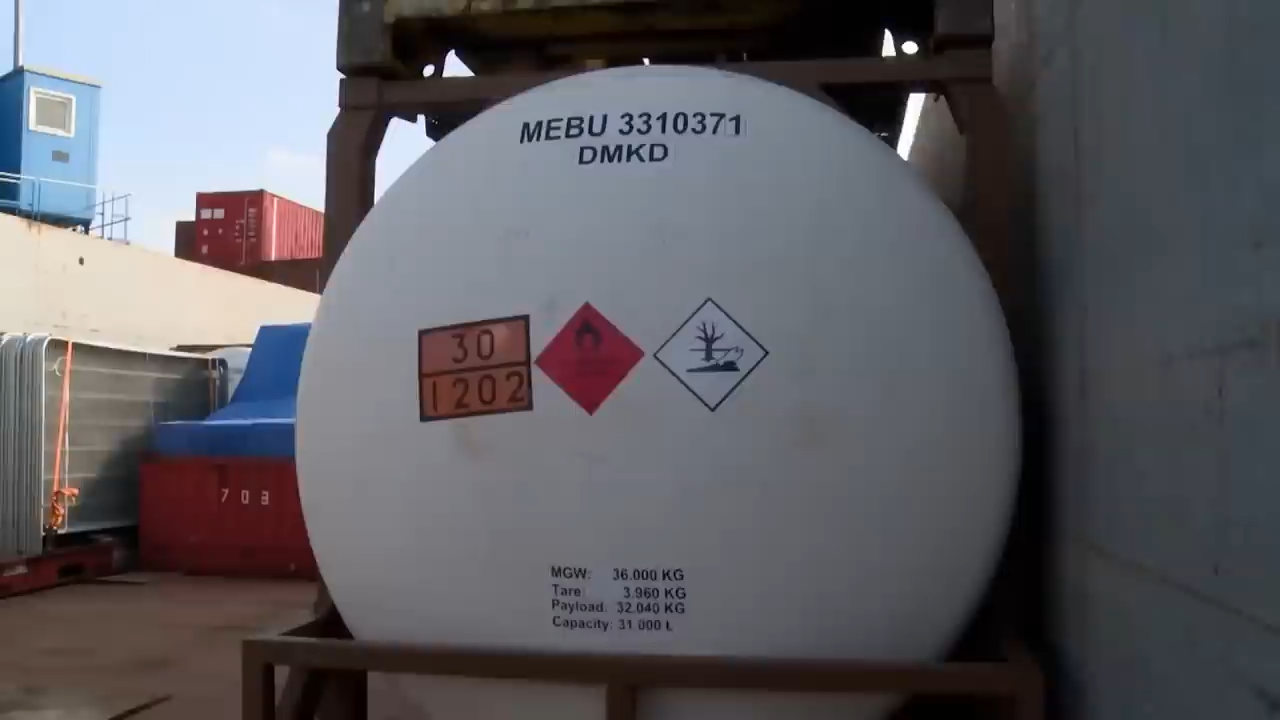 MEBU 3310371
DMKD
30
1202
703
MGW: 36.000 KG
Tare: 3.960 KG
Payload: 32.040 KG
Capacity: 31 000 L